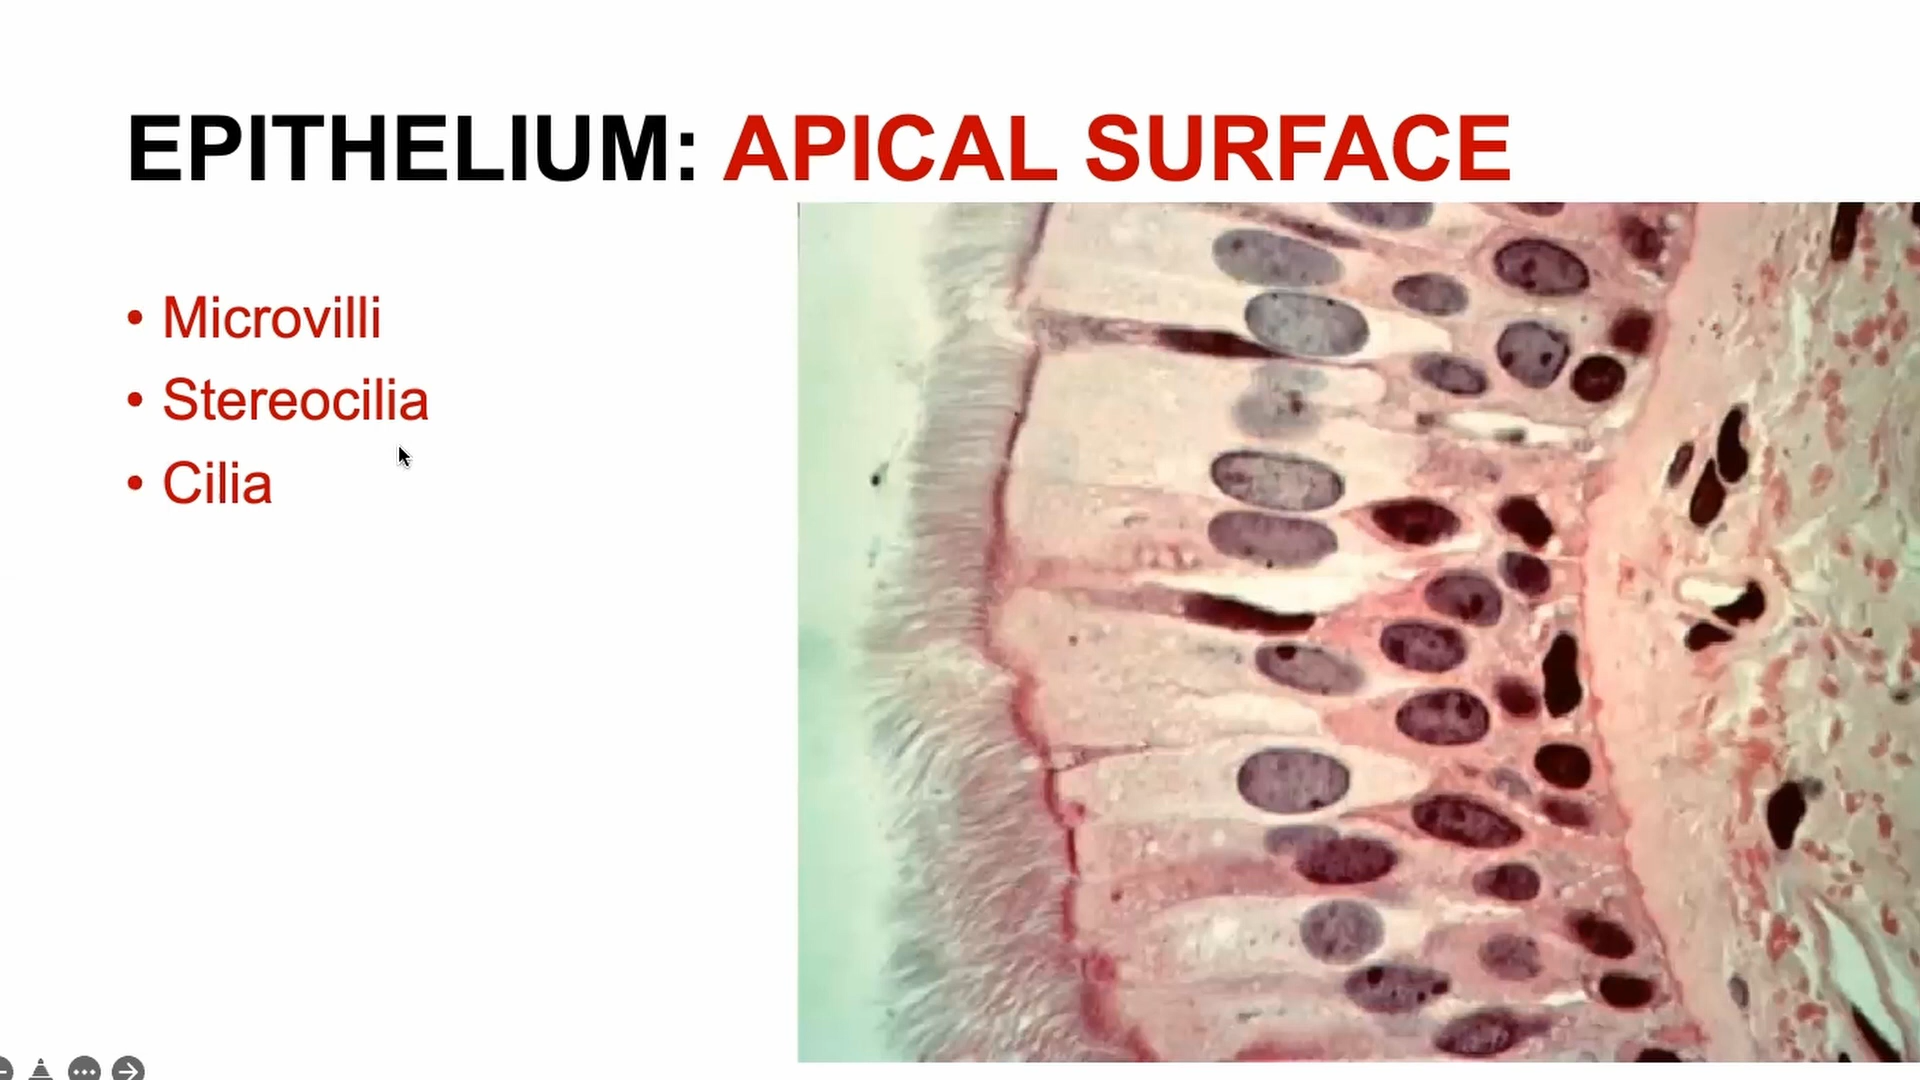 EPITHELIUM: APICAL SURFACE
• Microvilli
• Stereocilia
• Cilia